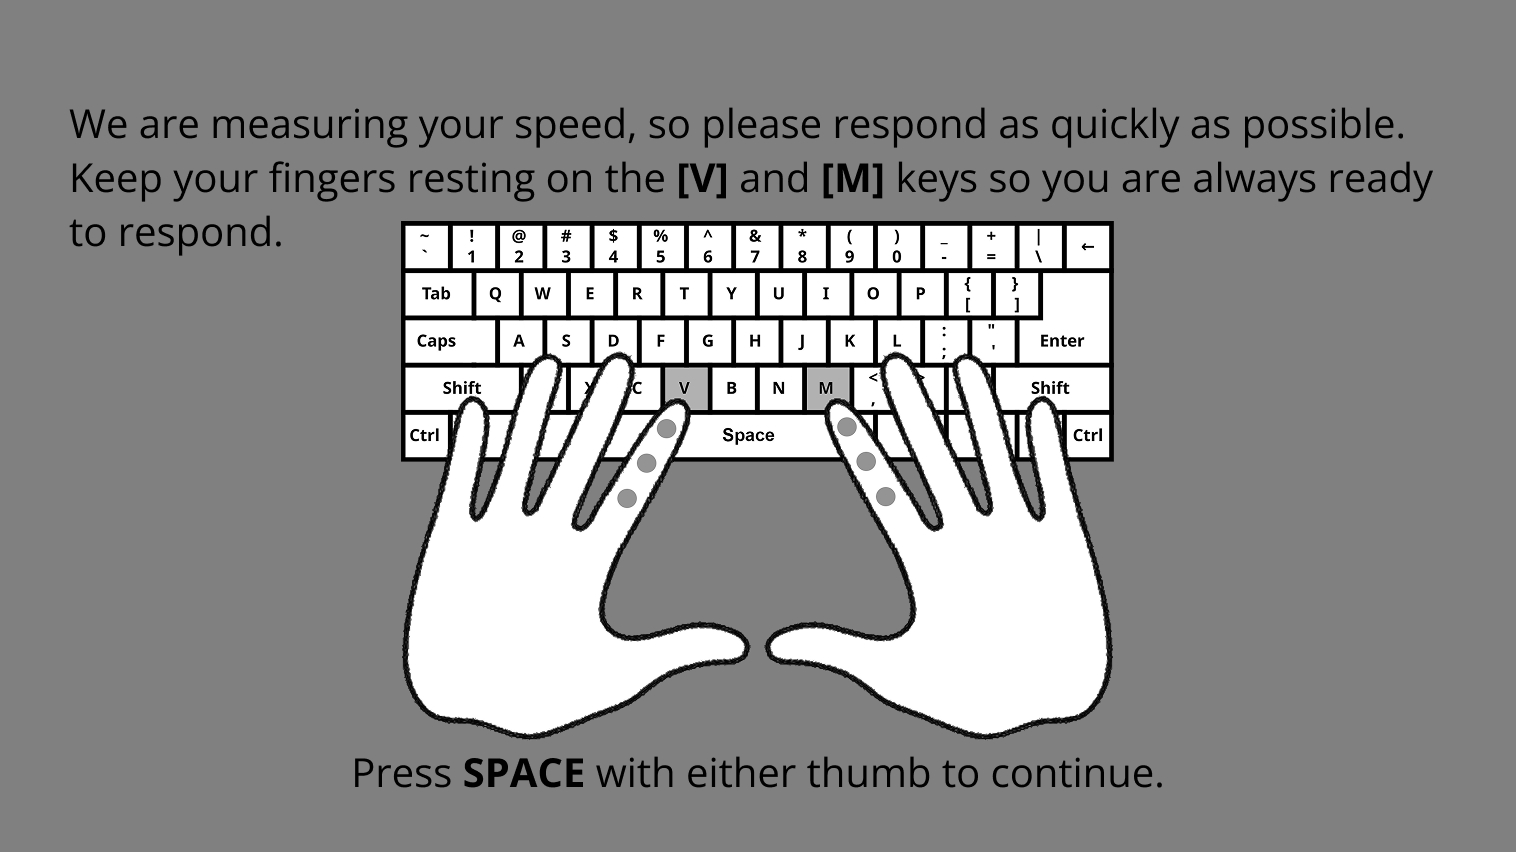 We are measuring your speed, so please respond as quickly as possible.
Keep your fingers resting on the [V] and [M] keys so you are always ready
to respond.
~ ! @ # $ % ^ & * ( ) _ + |
` 1 2 3 4 5 6 7 8 9 0 - = \ ←
Tab Q W E R T Y U I O P { [ } ]
Caps A S D F G H J K L : ; " ' Enter
Shift C V B N M < , Shift
Ctrl Space Ctrl
Press SPACE with either thumb to continue.